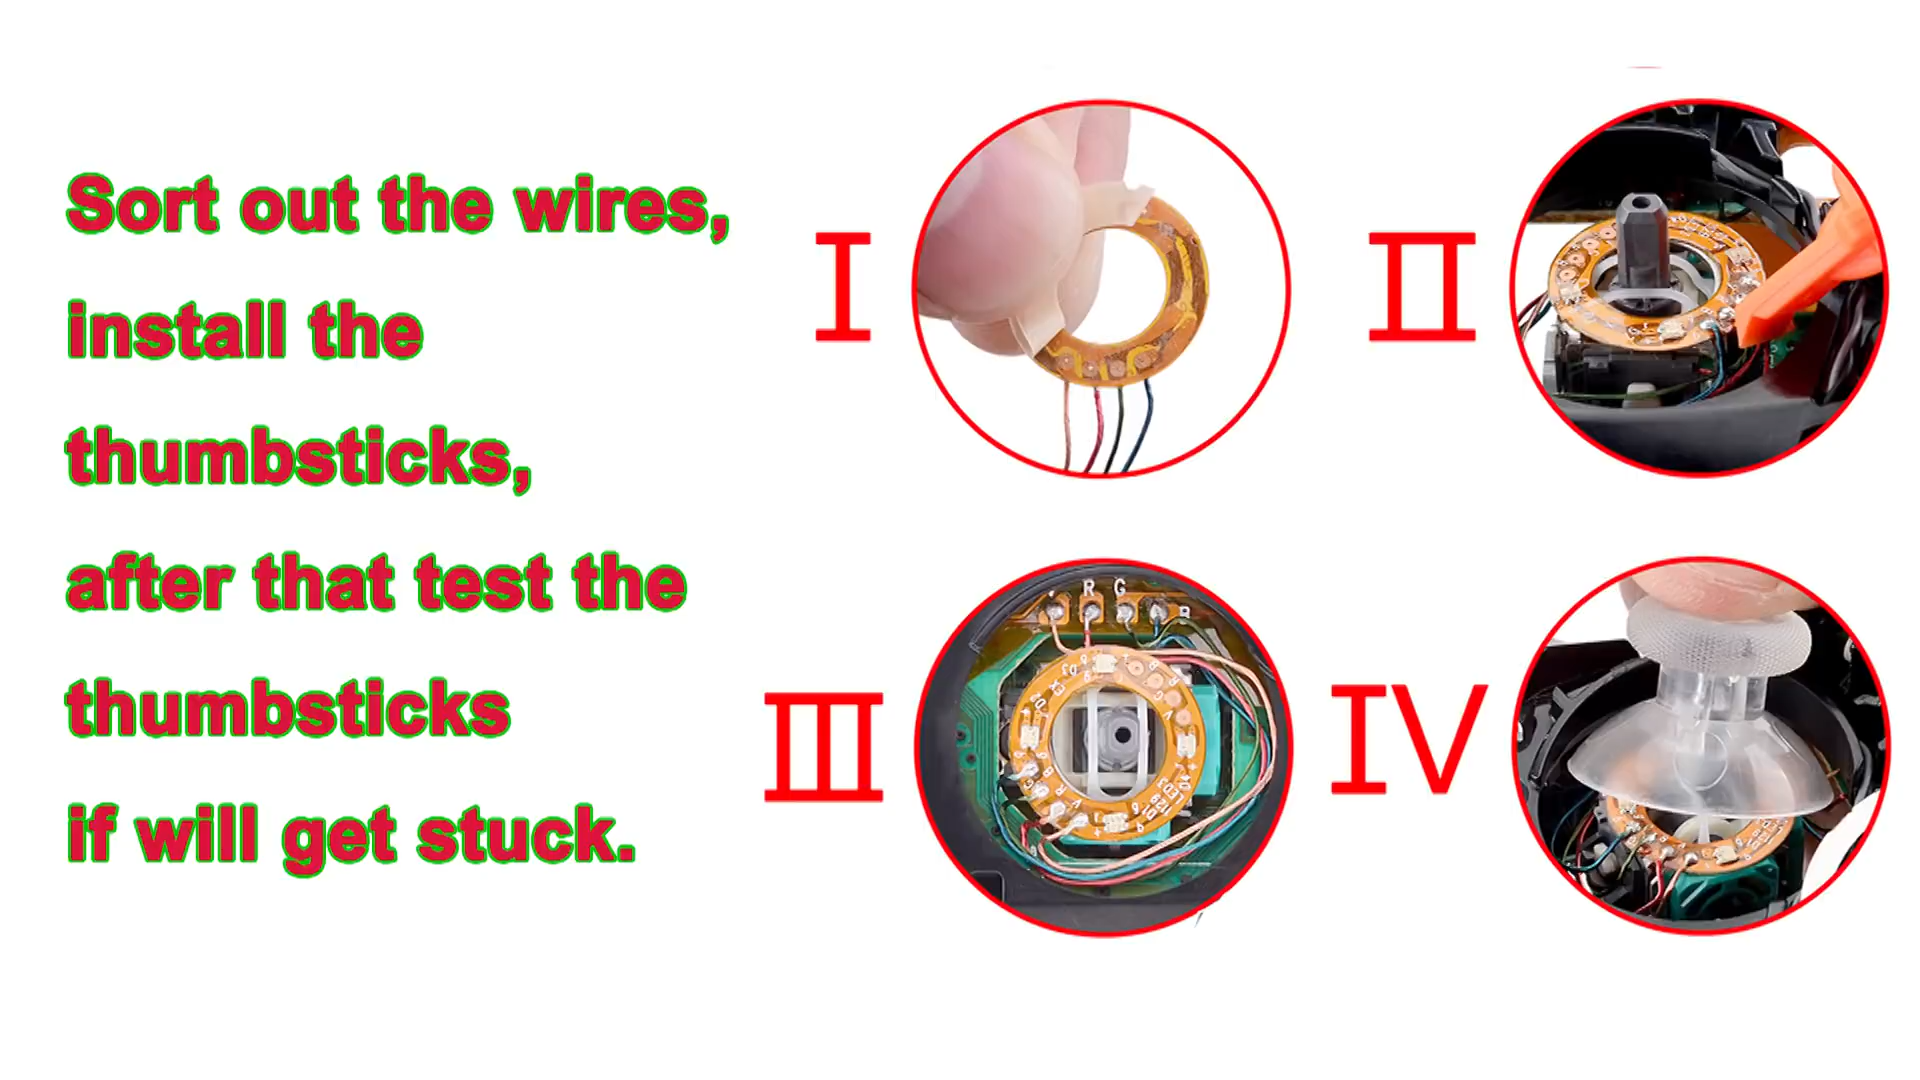 Sort out the wires,
install the
thumbsticks,
after that test the
thumbsticks
if will get stuck.
I
II
III
IV
R G
B